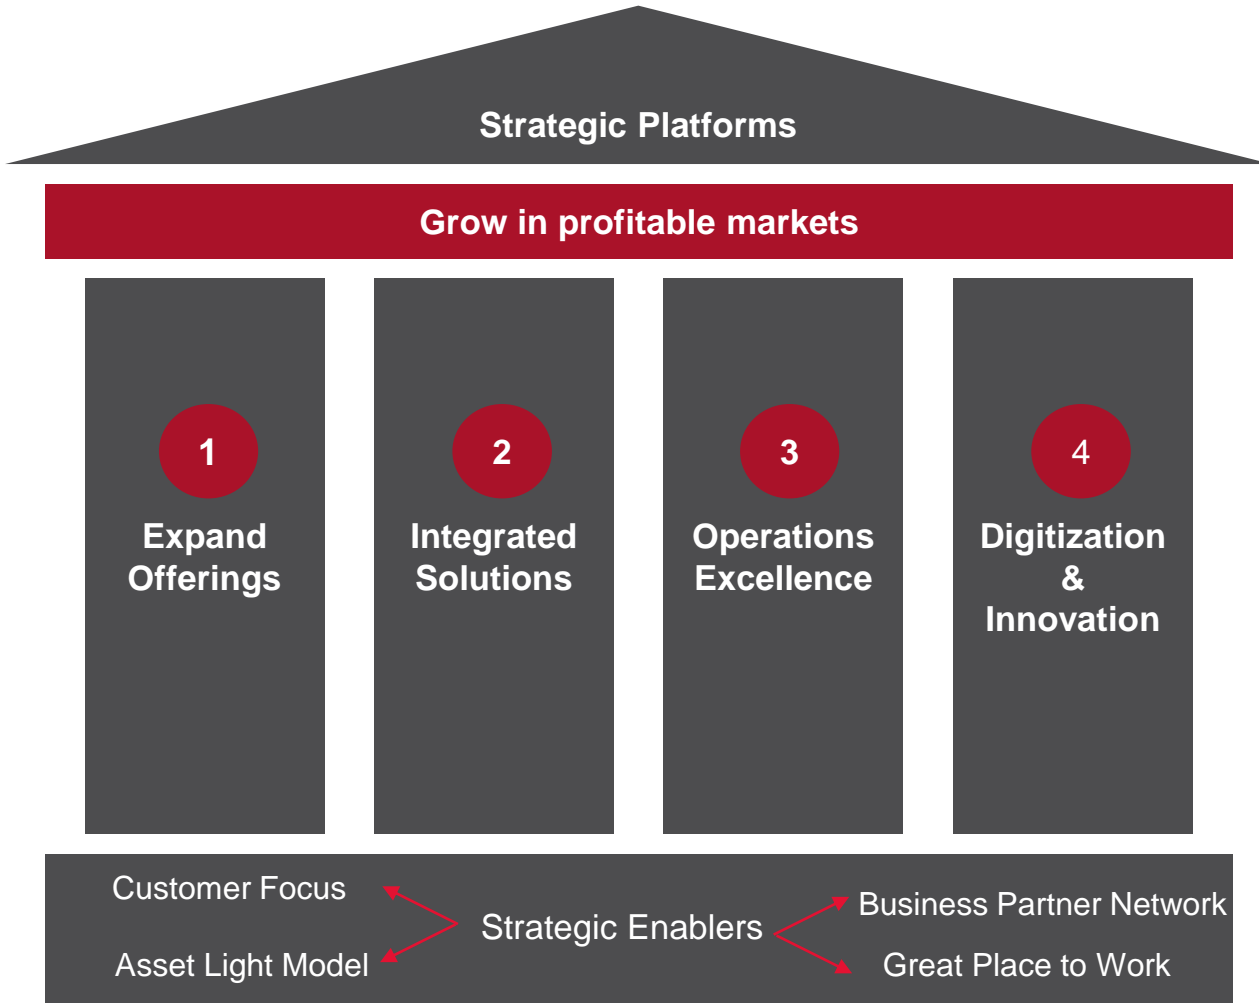 Strategic Platforms
Grow in profitable markets
1
Expand
Offerings
2
Integrated
Solutions
3
Operations
Excellence
4
Digitization
&
Innovation
Customer Focus
Asset Light Model
Strategic Enablers
Business Partner Network
Great Place to Work